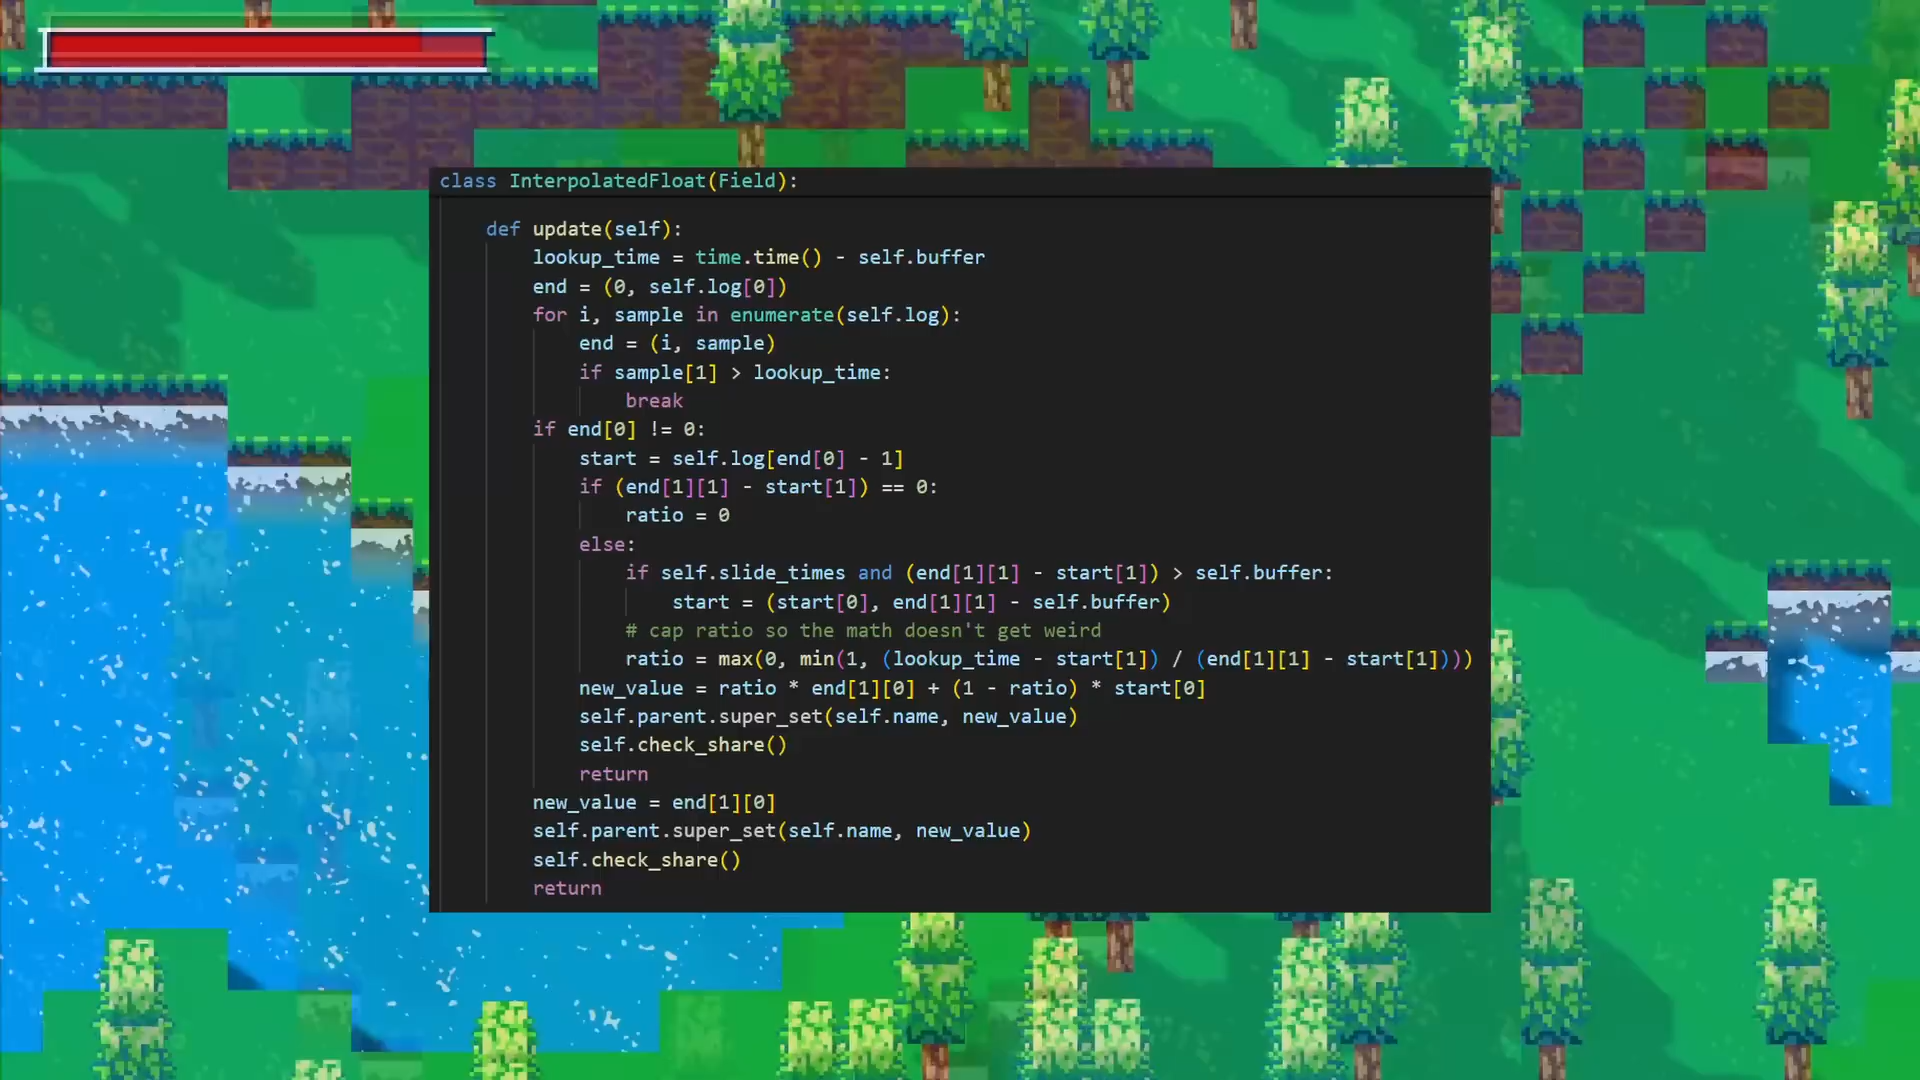 class InterpolatedFloat(Field):
def update(self):
lookup_time = time.time() - self.buffer
end = (0, self.log[0])
for i, sample in enumerate(self.log):
end = (i, sample)
if sample[1] > lookup_time:
break
if end[0] != 0:
start = self.log[end[0] - 1]
if (end[1][1] - start[1]) == 0:
ratio = 0
else:
if self.slide_times and (end[1][1] - start[1]) > self.buffer:
start = (start[0], end[1][1] - self.buffer)
# cap ratio so the math doesn't get weird
ratio = max(0, min(1, (lookup_time - start[1]) / (end[1][1] - start[1])))
new_value = ratio * end[1][0] + (1 - ratio) * start[0]
self.parent.super_set(self.name, new_value)
self.check_share()
return
new_value = end[1][0]
self.parent.super_set(self.name, new_value)
self.check_share()
return